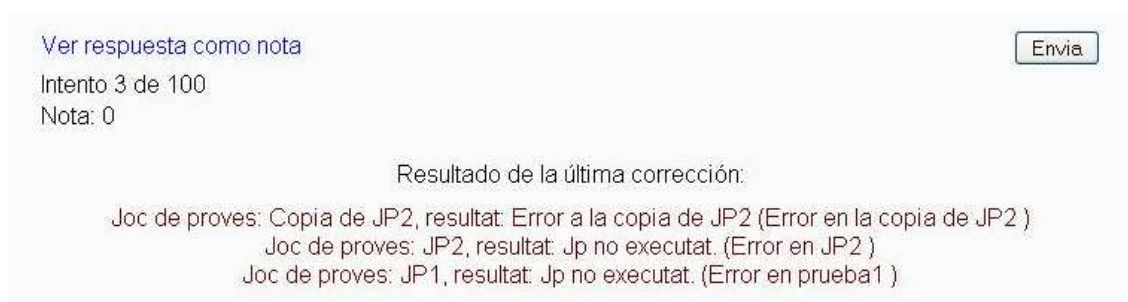 Ver respuesta como nota
Envia
Intento 3 de 100
Nota: 0
Resultado de la última corrección:
Joc de proves: Copia de JP2, resultat: Error a la copia de JP2 (Error en la copia de JP2 )
Joc de proves: JP2, resultat: Jp no executat. (Error en JP2 )
Joc de proves: JP1, resultat: Jp no executat. (Error en prueba1 )